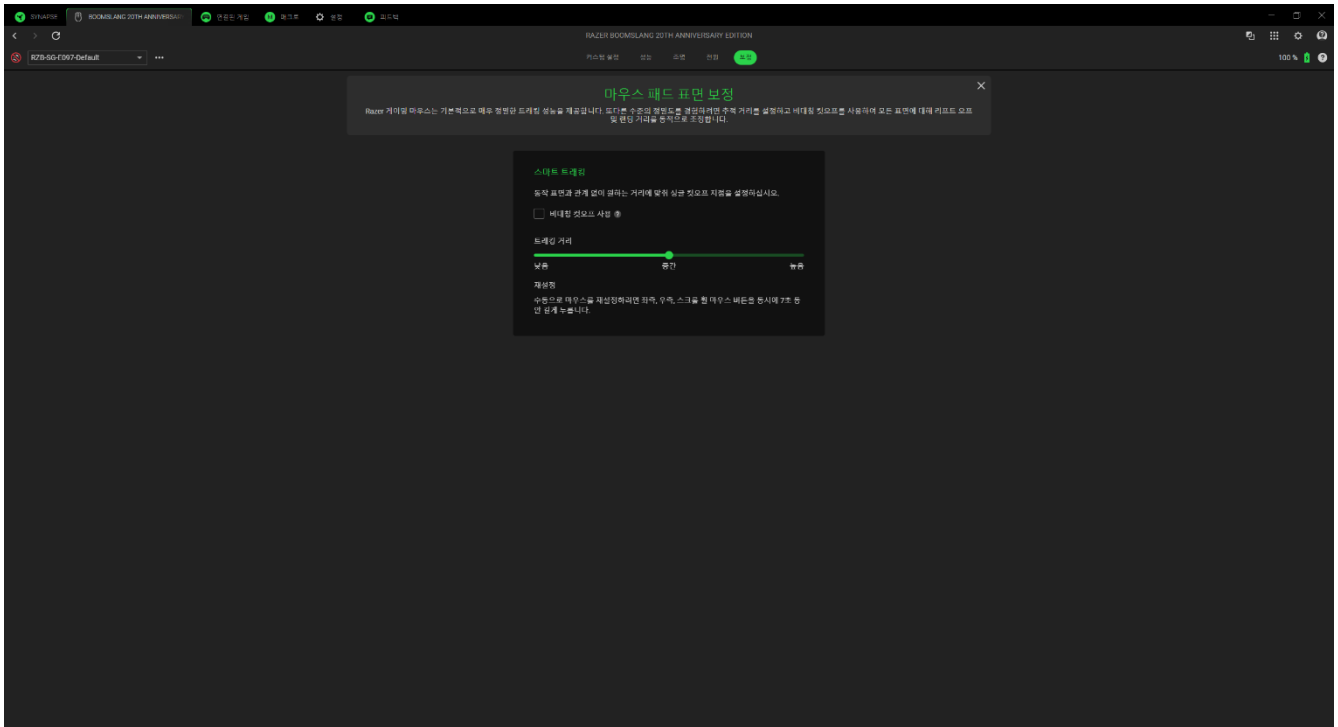 SYNAPSE
BOOMSLANG 20TH ANNIVERSARY
연결된 게임
매크로
설정
피드백
RAZER BOOMSLANG 20TH ANNIVERSARY EDITION
RZB-SG-E097-Default
커스텀 설정
성능
조명
전원
보정
100 %
마우스 패드 표면 보정
Razer 게이밍 마우스는 기본적으로 매우 정밀한 트래킹 성능을 제공합니다. 또다른 수준의 정밀도를 경험하려면 추적 거리를 설정하고 비대칭 컷오프를 사용하여 모든 표면에 대해 리프트 오프
및 랜딩 거리를 동적으로 조정합니다.
스마트 트래킹
동작 표면과 관계 없이 원하는 거리에 맞춰 싱글 컷오프 지점을 설정하십시오.
비대칭 컷오프 사용
트래킹 거리
낮음
중간
높음
재설정
수동으로 마우스를 재설정하려면 좌측, 우측, 스크롤 휠 마우스 버튼을 동시에 7초 동
안 길게 누릅니다.